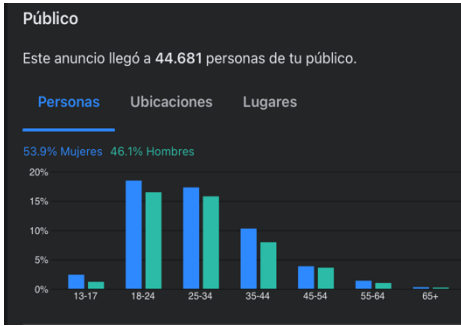 Público
Este anuncio llegó a 44.681 personas de tu público.
Personas Ubicaciones Lugares
53.9% Mujeres 46.1% Hombres
20%
15%
10%
5%
0%
13-17 18-24 25-34 35-44 45-54 55-64 65+